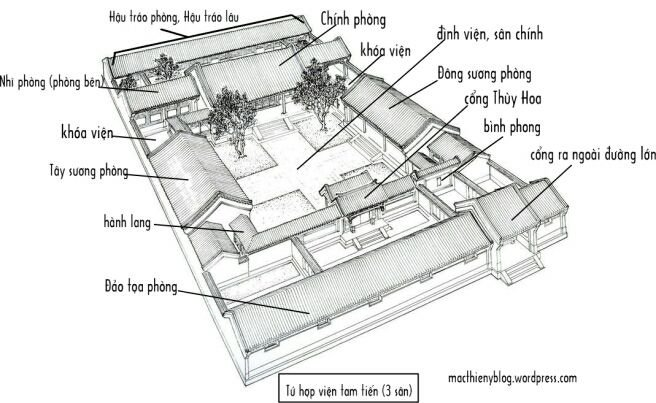 Hậu tráo phòng, Hậu tráo lâu
Chính phòng
đình viện, sân chính
khóa viện
Nhĩ phòng (phòng bên)
Đông sương phòng
cổng Thùy Hoa
khóa viện
bình phong
cổng ra ngoài đường lớn
Tây sương phòng
hành lang
Đảo tọa phòng
macthienyblog.wordpress.com
Tứ hợp viện tam tiến (3 sân)